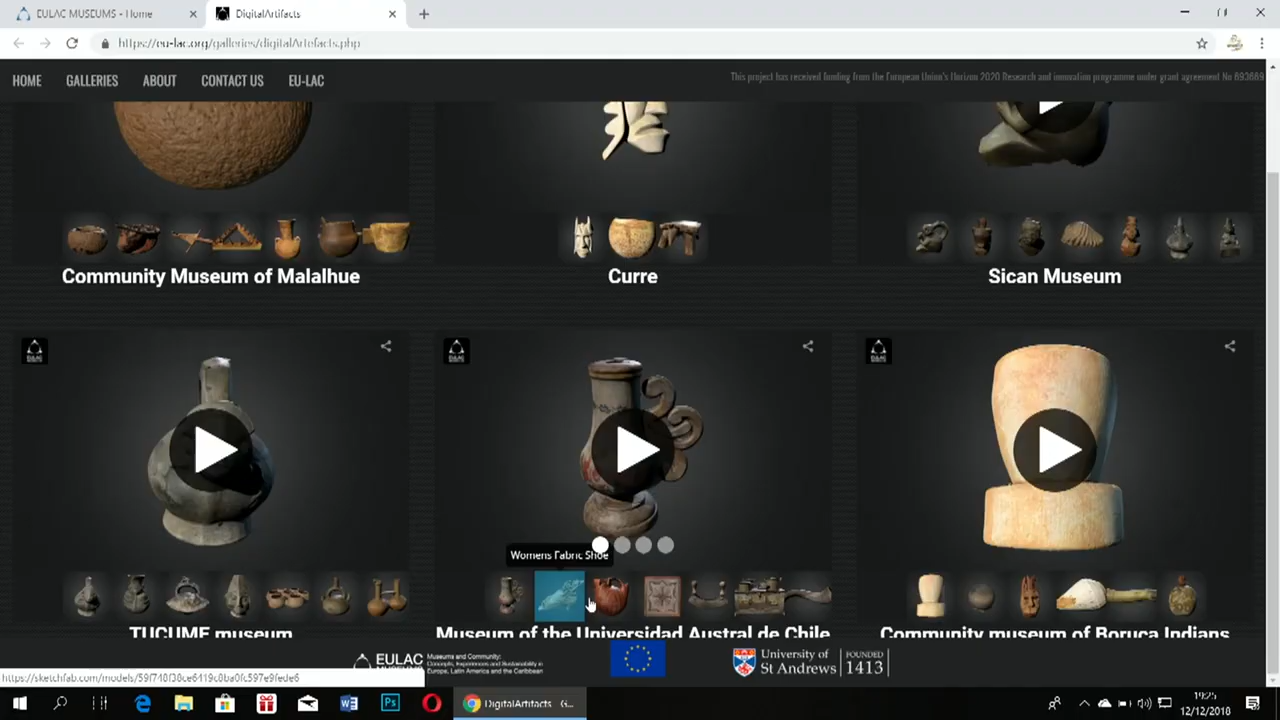 EULAC MUSEUMS - Home
DigitalArtifacts
https://eu-lac.org/galleries/digitalArtefacts.php
HOME
GALLERIES
ABOUT
CONTACT US
EU-LAC
This project has received funding from the European Union's Horizon 2020 Research and innovation programme under grant agreement No 693669
Community Museum of Malalhue
Curre
Sican Museum
Womens Fabric Shoe
TUCUME museum
Museum of the Universidad Austral de Chile
Community museum of Boruca Indians
EULAC
Museums and Community:
Concepts, Experiences and Sustainability in
Europe, Latin America and the Caribbean
University of
St Andrews
FOUNDED
1413
https://sketchfab.com/models/59f748f38ce6419c8ba0fc597e9fede6
DigitalArtifacts - G...
19:25
12/12/2018